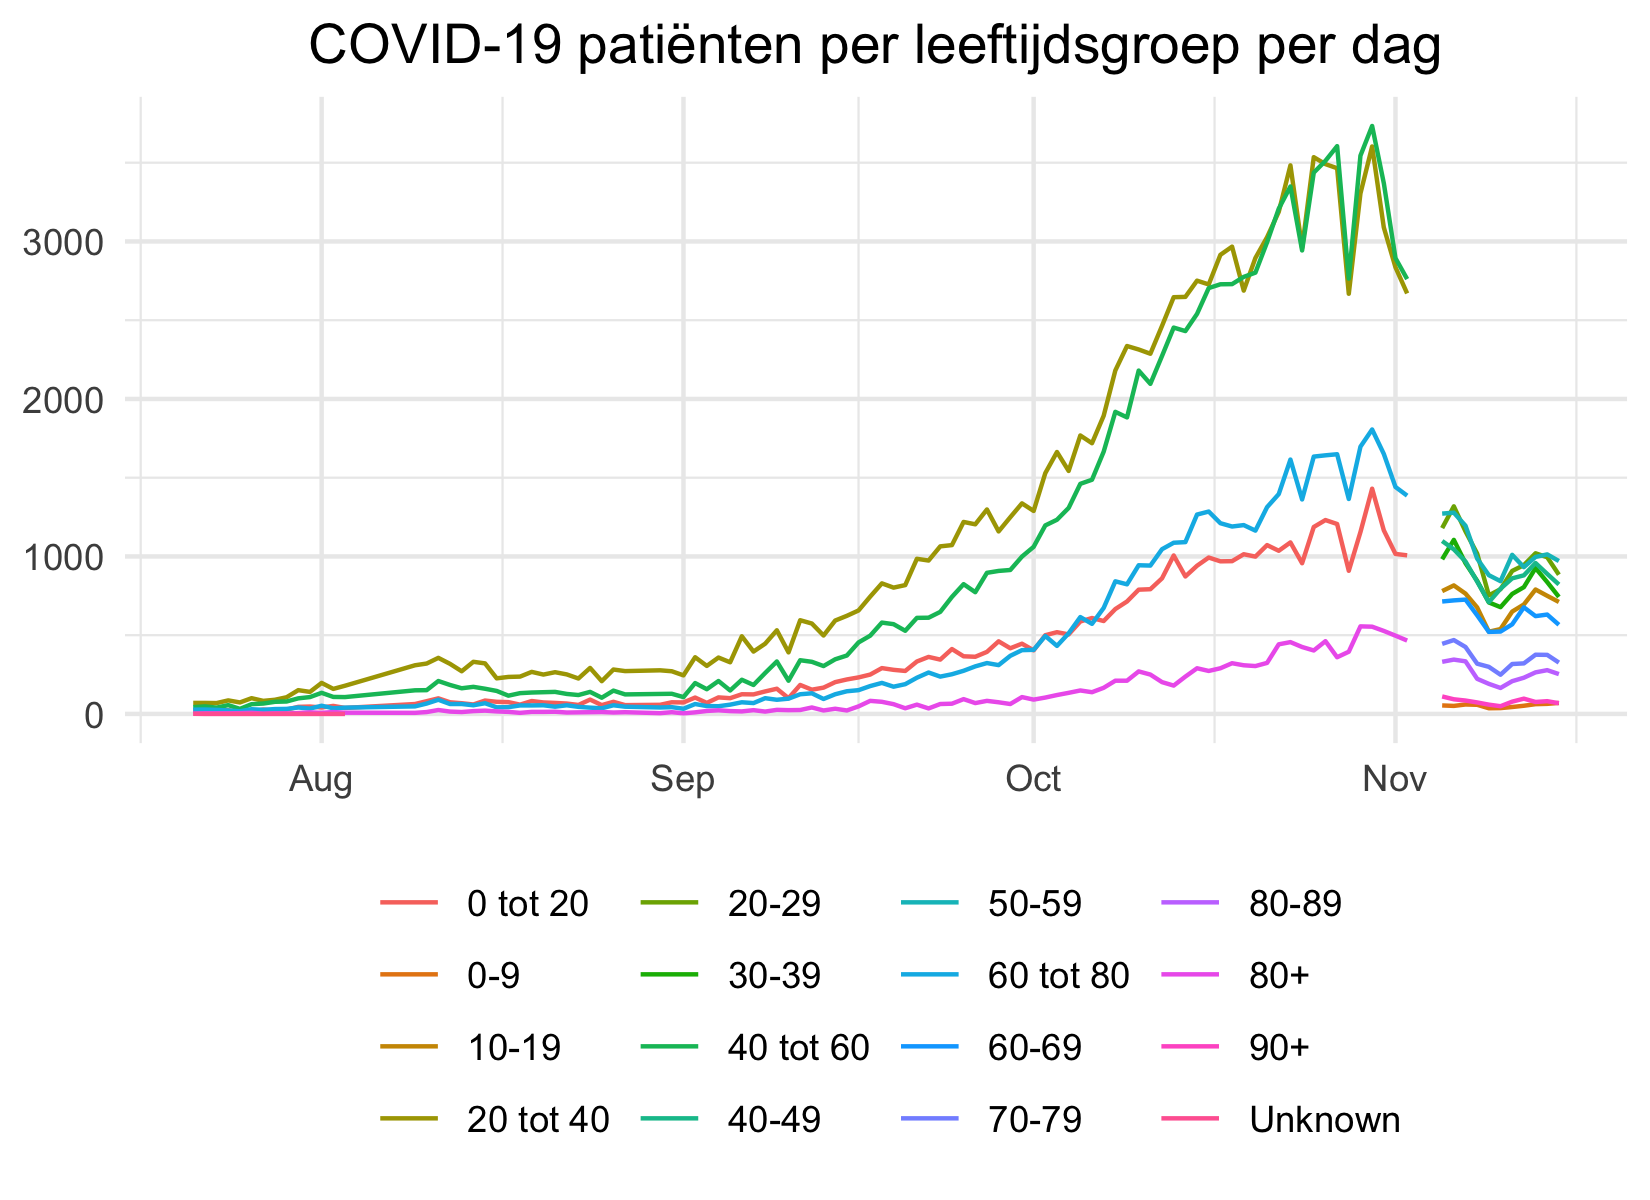 COVID-19 patiënten per leeftijdsgroep per dag
3000
2000
1000
0
Aug Sep Oct Nov
0 tot 20 20-29 50-59 80-89
0-9 30-39 60 tot 80 80+
10-19 40 tot 60 60-69 90+
20 tot 40 40-49 70-79 Unknown